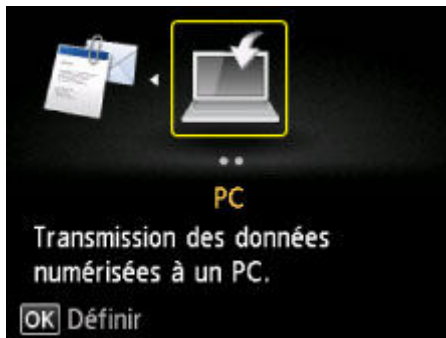 PC
Transmission des données
numérisées à un PC.
OK Définir